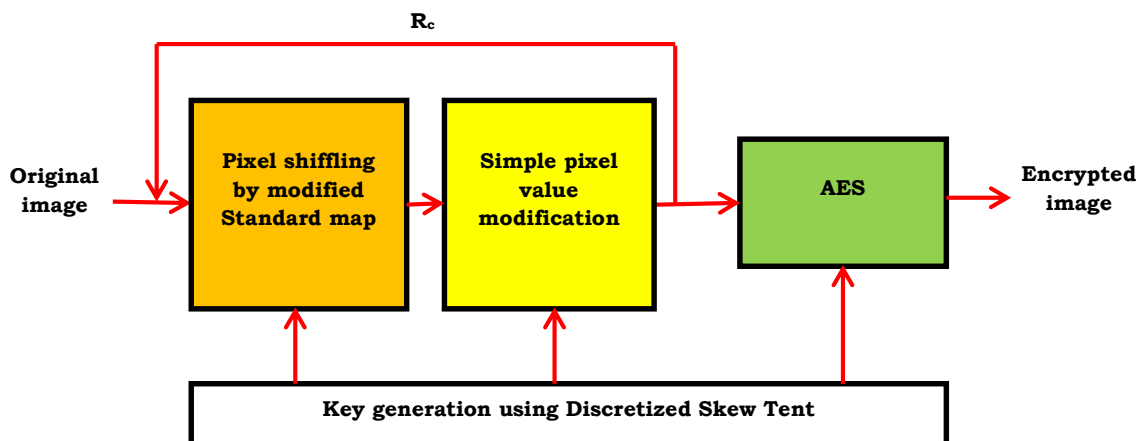 R꜀
Original
image
Pixel shiffling
by modified
Standard map
Simple pixel
value
modification
AES
Encrypted
image
Key generation using Discretized Skew Tent